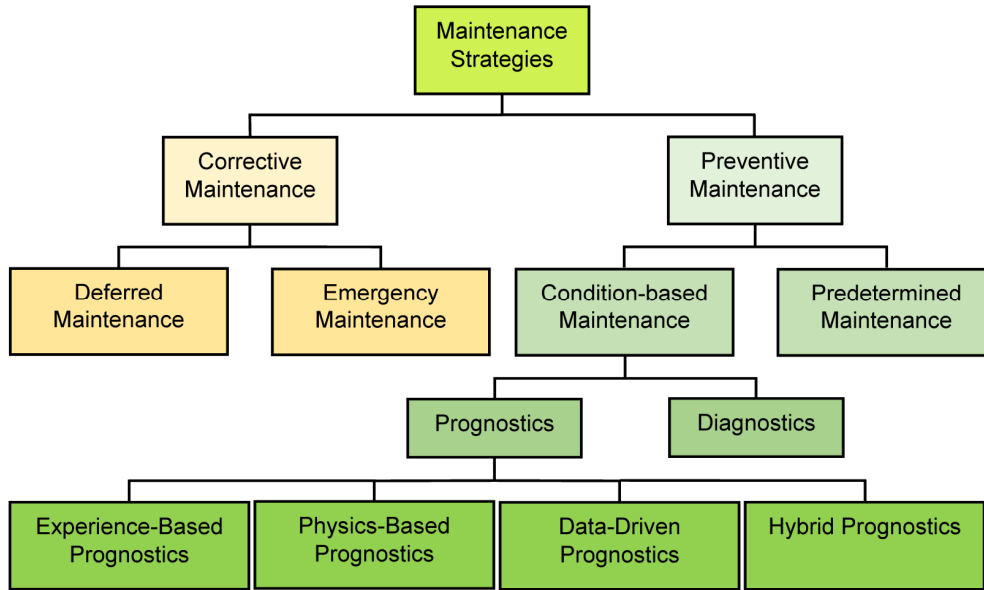 Maintenance
Strategies
Corrective
Maintenance
Preventive
Maintenance
Deferred
Maintenance
Emergency
Maintenance
Condition-based
Maintenance
Predetermined
Maintenance
Prognostics
Diagnostics
Experience-Based
Prognostics
Physics-Based
Prognostics
Data-Driven
Prognostics
Hybrid Prognostics